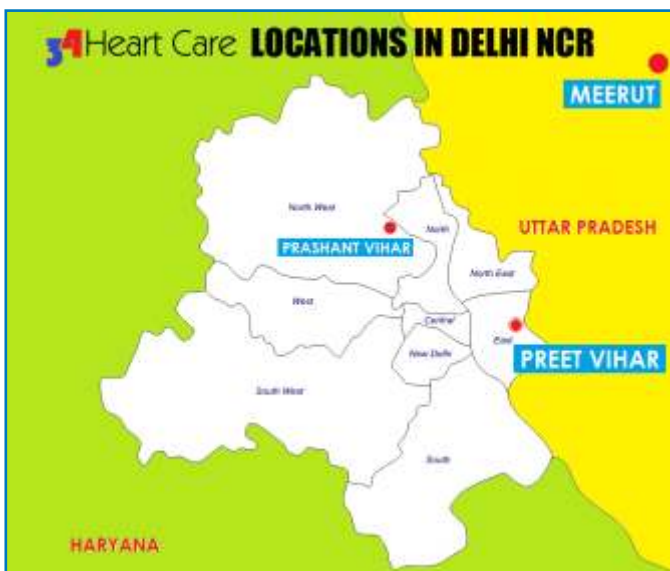 3A Heart Care LOCATIONS IN DELHI NCR
MEERUT
North West
North
UTTAR PRADESH
PRASHANT VIHAR
North East
West
Central
East
New Delhi
PREET VIHAR
South West
South
HARYANA